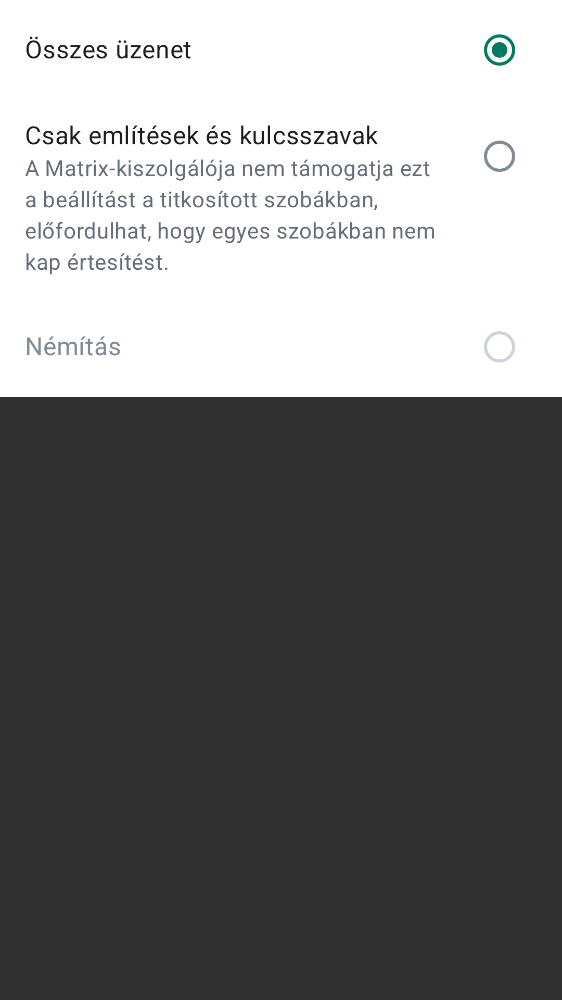 Összes üzenet
Csak említések és kulcsszavak
A Matrix-kiszolgálója nem támogatja ezt
a beállítást a titkosított szobákban,
előfordulhat, hogy egyes szobákban nem
kap értesítést.
Némítás